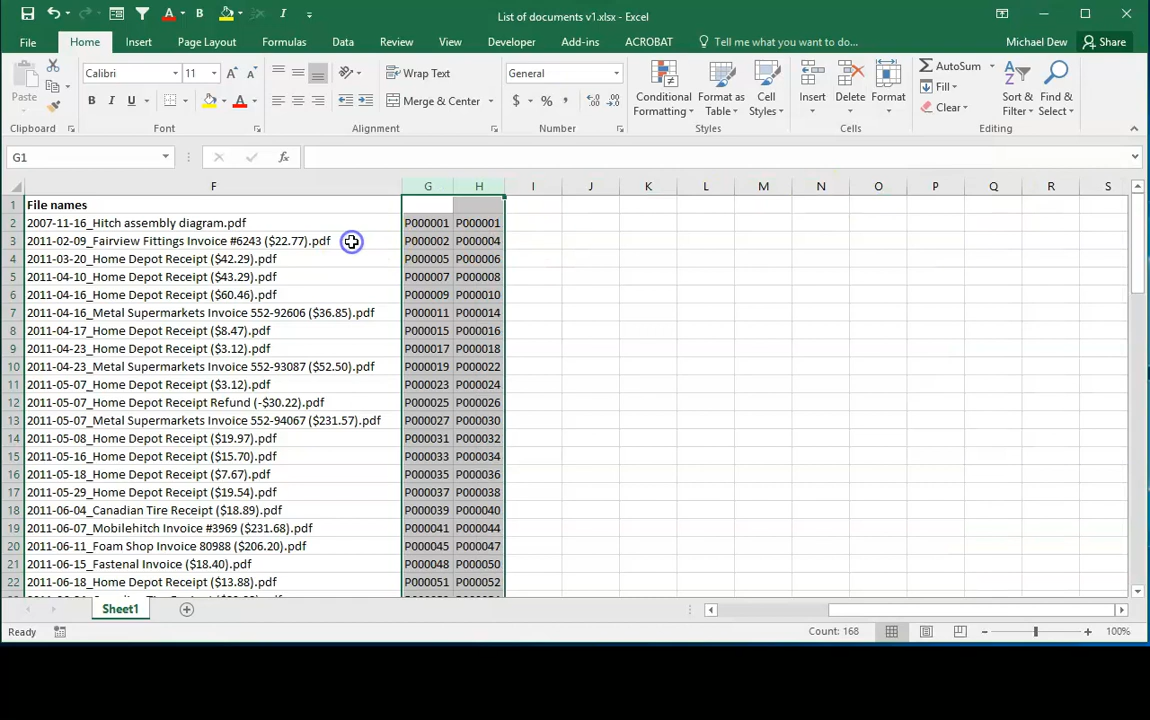 List of documents v1.xlsx - Excel
File Home Insert Page Layout Formulas Data Review View Developer Add-ins ACROBAT Tell me what you want to do... Michael Dew Share
Paste Calibri 11 Wrap Text General Conditional Formatting Format as Table Cell Styles Insert Delete Format AutoSum Fill Clear Sort & Filter Find & Select
B I U Merge & Center $ %
Clipboard Font Alignment Number Styles Cells Editing
G1 fx
F G H I J K L M N O P Q R S
1 File names
2 2007-11-16_Hitch assembly diagram.pdf P000001 P000001
3 2011-02-09_Fairview Fittings Invoice #6243 ($22.77).pdf P000002 P000004
4 2011-03-20_Home Depot Receipt ($42.29).pdf P000005 P000006
5 2011-04-10_Home Depot Receipt ($43.29).pdf P000007 P000008
6 2011-04-16_Home Depot Receipt ($60.46).pdf P000009 P000010
7 2011-04-16_Metal Supermarkets Invoice 552-92606 ($36.85).pdf P000011 P000014
8 2011-04-17_Home Depot Receipt ($8.47).pdf P000015 P000016
9 2011-04-23_Home Depot Receipt ($3.12).pdf P000017 P000018
10 2011-04-23_Metal Supermarkets Invoice 552-93087 ($52.50).pdf P000019 P000022
11 2011-05-07_Home Depot Receipt ($3.12).pdf P000023 P000024
12 2011-05-07_Home Depot Receipt Refund (-$30.22).pdf P000025 P000026
13 2011-05-07_Metal Supermarkets Invoice 552-94067 ($231.57).pdf P000027 P000030
14 2011-05-08_Home Depot Receipt ($19.97).pdf P000031 P000032
15 2011-05-16_Home Depot Receipt ($15.70).pdf P000033 P000034
16 2011-05-18_Home Depot Receipt ($7.67).pdf P000035 P000036
17 2011-05-29_Home Depot Receipt ($19.54).pdf P000037 P000038
18 2011-06-04_Canadian Tire Receipt ($18.89).pdf P000039 P000040
19 2011-06-07_Mobilehitch Invoice #3969 ($231.68).pdf P000041 P000044
20 2011-06-11_Foam Shop Invoice 80988 ($206.20).pdf P000045 P000047
21 2011-06-15_Fastenal Invoice ($18.40).pdf P000048 P000050
22 2011-06-18_Home Depot Receipt ($13.88).pdf P000051 P000052
Sheet1
Ready Count: 168 100%